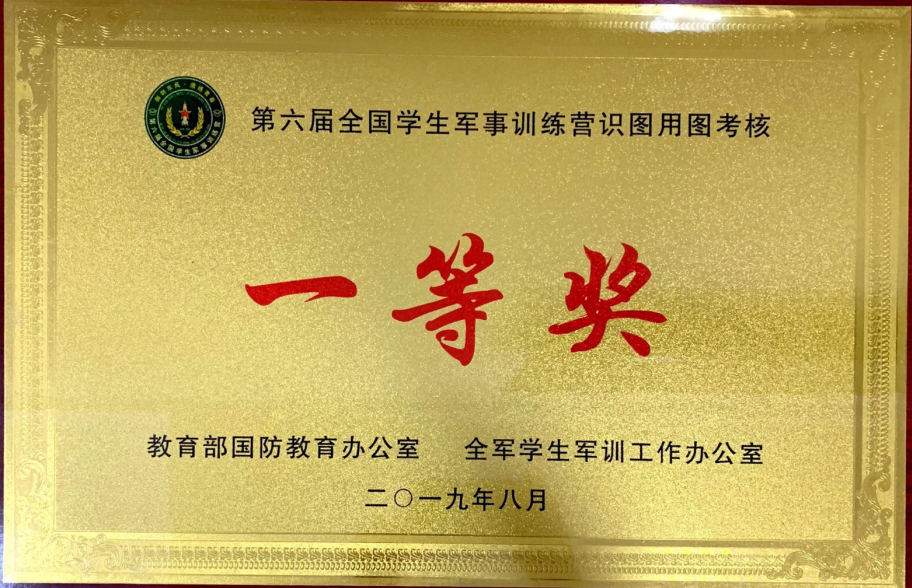 第六届全国学生军事训练营识图用图考核
一等奖
教育部国防教育办公室 全军学生军训工作办公室
二〇一九年八月